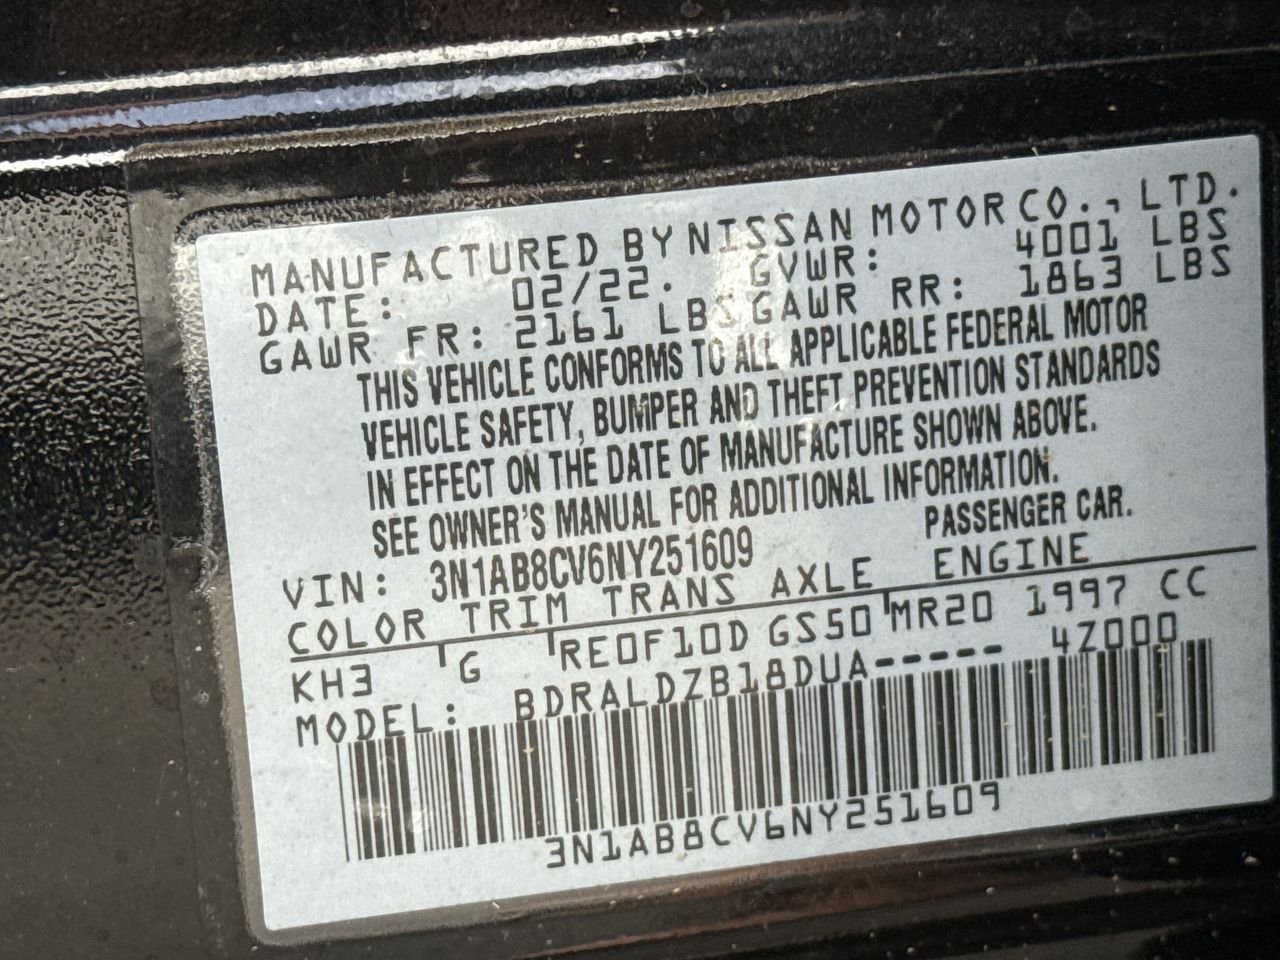 MANUFACTURED BY NISSAN MOTOR CO., LTD.
DATE: 02/22. GVWR: 4001 LBS
GAWR FR: 2161 LBS GAWR RR: 1863 LBS
THIS VEHICLE CONFORMS TO ALL APPLICABLE FEDERAL MOTOR
VEHICLE SAFETY, BUMPER AND THEFT PREVENTION STANDARDS
IN EFFECT ON THE DATE OF MANUFACTURE SHOWN ABOVE.
SEE OWNER'S MANUAL FOR ADDITIONAL INFORMATION.
PASSENGER CAR.
VIN: 3N1AB8CV6NY251609
COLOR TRIM TRANS AXLE ENGINE
KH3 G RE0F10D GS50 MR20 1997 CC
MODEL: BDRALDZB18DUA----- 4Z000
3N1AB8CV6NY251609